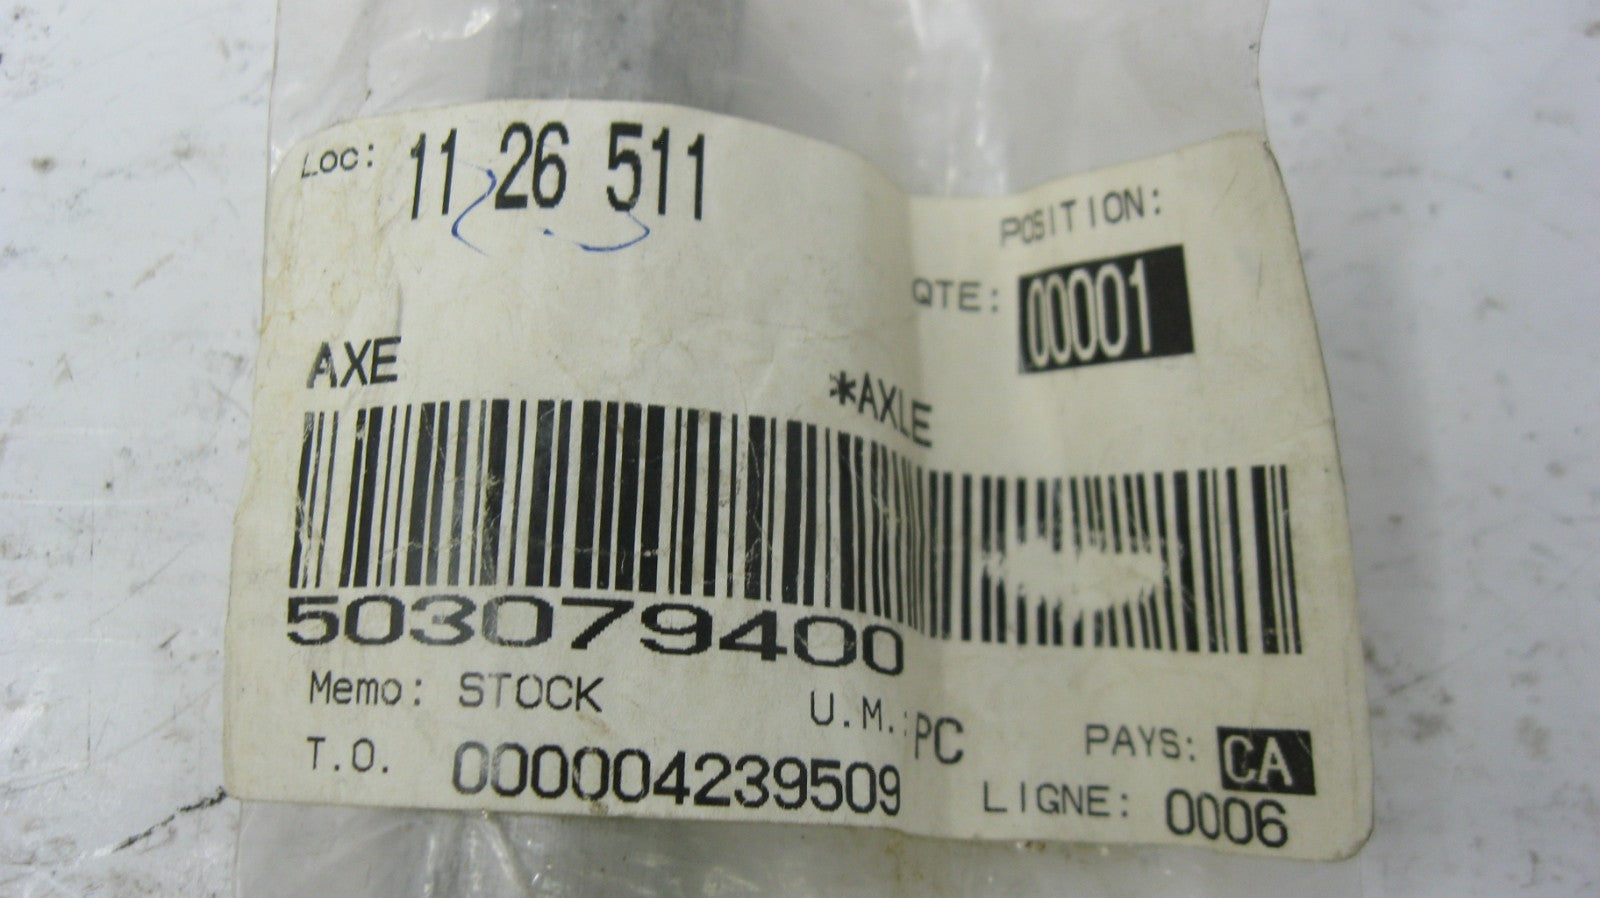 Loc: 11 26 511
POSITION:
QTE: 00001
AXE
*AXLE
503079400
Memo: STOCK
U.M.: PC
PAYS: CA
T.O. 000004239509
LIGNE: 0006